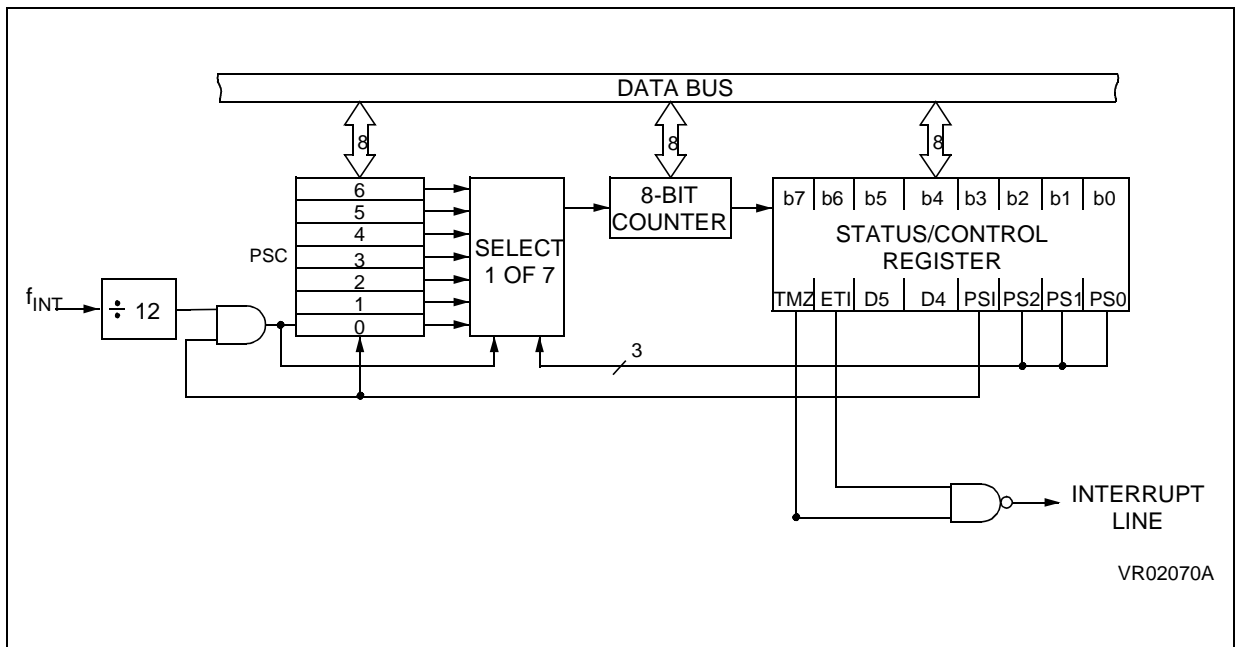 DATA BUS
8
8
8
6
5
4
3
2
1
0
PSC
f INT
÷ 12
SELECT
1 OF 7
8-BIT
COUNTER
b7 b6 b5 b4 b3 b2 b1 b0
STATUS/CONTROL
REGISTER
TMZ ETI D5 D4 PSI PS2 PS1 PS0
3
INTERRUPT
LINE
VR02070A